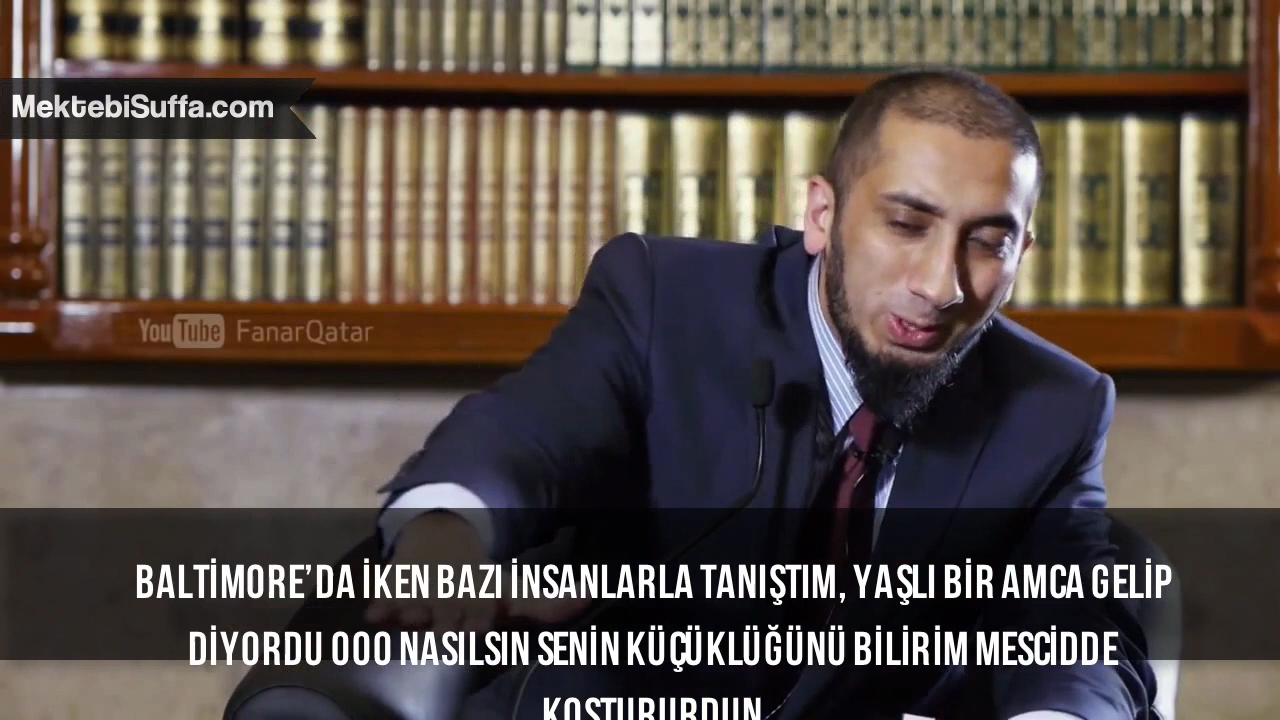 MektebiSuffa.com
YouTube FanarQatar
BALTİMORE’DA İKEN BAZI İNSANLARLA TANIŞTIM, YAŞLI BİR AMCA GELİP
DİYORDU OOO NASILSIN SENİN KÜÇÜKLÜĞÜNÜ BİLİRİM MESCİDDE
KOŞTURURDUN